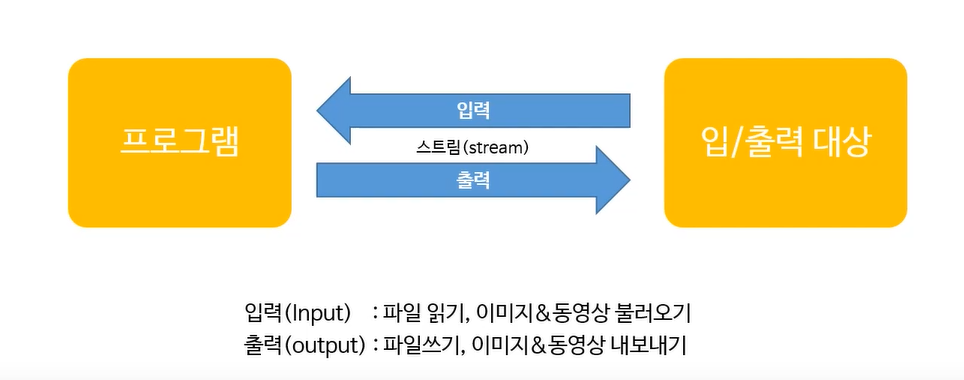 프로그램
입력
스트림(stream)
출력
입/출력 대상
입력(Input) : 파일 읽기, 이미지&동영상 불러오기
출력(output) : 파일쓰기, 이미지&동영상 내보내기